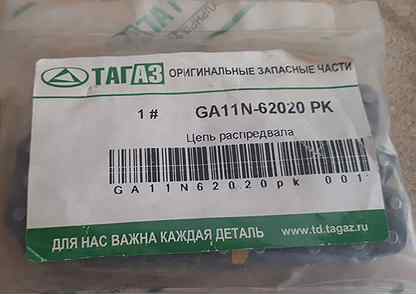 ТАГАЗ ОРИГИНАЛЬНЫЕ ЗАПАСНЫЕ ЧАСТИ
1 # GA11N-62020 PK
Цепь распредвала
GA11N62020pk 001
ДЛЯ НАС ВАЖНА КАЖДАЯ ДЕТАЛЬ www.td.tagaz.ru